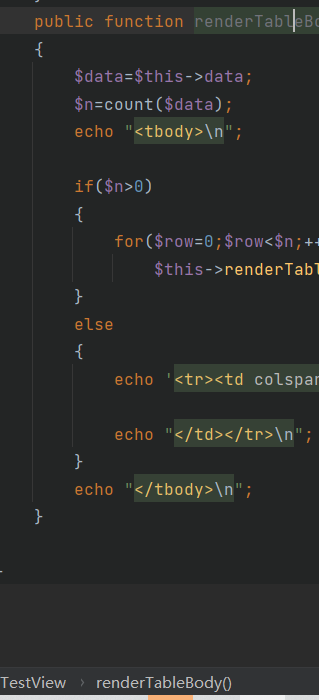 public function renderTableBo
{
$data=$this->data;
$n=count($data);
echo "<tbody>\n";
if($n>0)
{
for($row=0;$row<$n;++
$this->renderTabl
}
else
{
echo '<tr><td colspan
echo "</td></tr>\n";
}
echo "</tbody>\n";
}
TestView › renderTableBody()